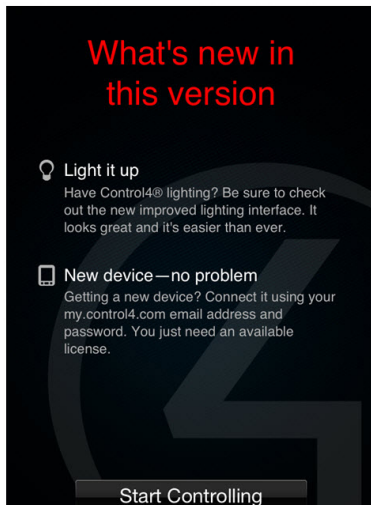 What's new in
this version
Light it up
Have Control4® lighting? Be sure to check
out the new improved lighting interface. It
looks great and it's easier than ever.
New device—no problem
Getting a new device? Connect it using your
my.control4.com email address and
password. You just need an available
license.
Start Controlling